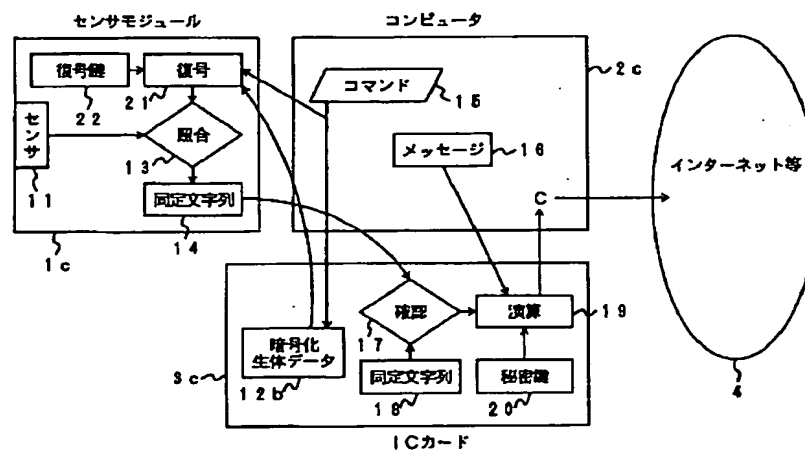 センサモジュール
コンピュータ
復号鍵
復号
22
21
コマンド
15
2c
センサ
11
照合
13
メッセージ
16
インターネット等
同定文字列
14
C
1c
確認
17
演算
19
暗号化
生体データ
12b
同定文字列
18
秘密鍵
20
3c
4
ICカード